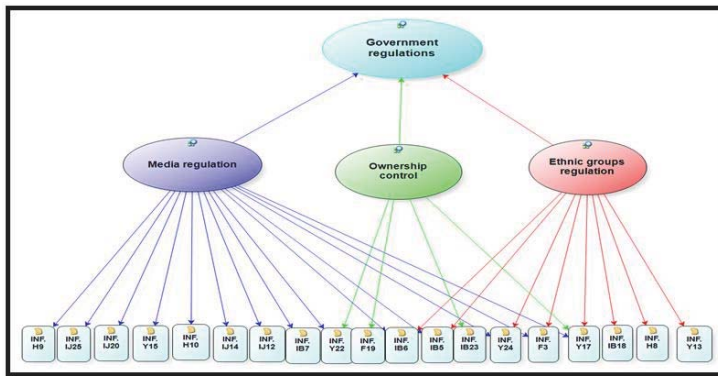 Government
regulations
Media regulation
Ownership
control
Ethnic groups
regulation
INF.
H9
INF.
IJ25
INF.
IJ20
INF.
Y15
INF.
H10
INF.
IJ14
INF.
IJ12
INF.
IB7
INF.
Y22
INF.
F19
INF.
IB6
INF.
IB5
INF.
IB23
INF.
Y24
INF.
F3
INF.
Y17
INF.
IB18
INF.
H8
INF.
Y13